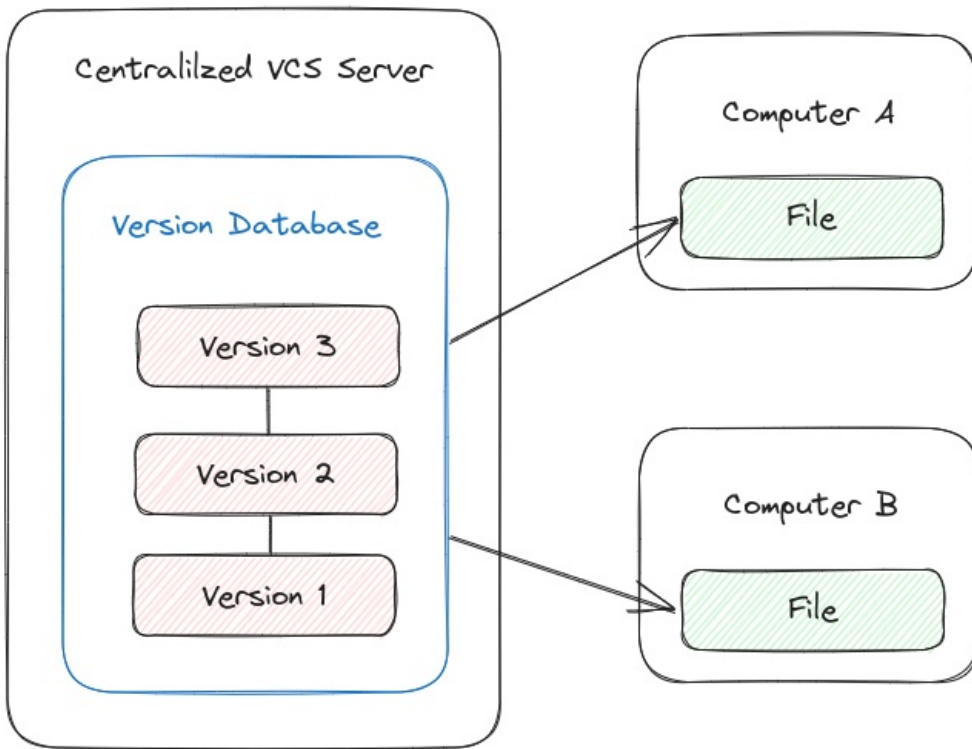 Centralilzed VCS Server
Version Database
Version 3
Version 2
Version 1
Computer A
File
Computer B
File